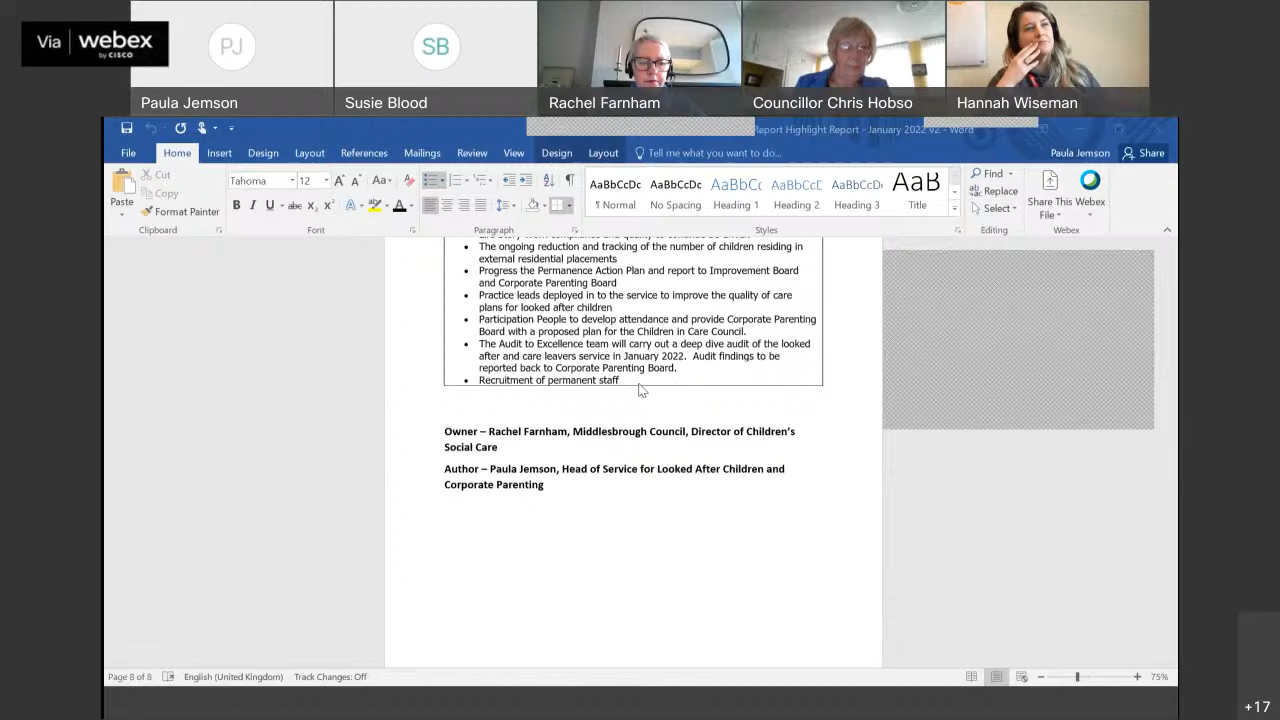 Via webex
by CISCO
PJ
SB
Paula Jemson
Susie Blood
Rachel Farnham
Councillor Chris Hobso
Hannah Wiseman
Report Highlight Report - January 2022 v2 - Word
File Home Insert Design Layout References Mailings Review View Design Layout Tell me what you want to do... Paula Jemson Share
Paste
Cut
Copy
Format Painter
Clipboard
Tahoma 12
Font
Paragraph
AaBbCcDc AaBbCcDc AaBbCc AaBbCcC AaBbCcDc AaB
¶ Normal No Spacing Heading 1 Heading 2 Heading 3 Title
Styles
Find
Replace
Select
Editing
Share This File
Webex
Webex
The ongoing reduction and tracking of the number of children residing in
external residential placements
Progress the Permanence Action Plan and report to Improvement Board
and Corporate Parenting Board
Practice leads deployed in to the service to improve the quality of care
plans for looked after children
Participation People to develop attendance and provide Corporate Parenting
Board with a proposed plan for the Children in Care Council.
The Audit to Excellence team will carry out a deep dive audit of the looked
after and care leavers service in January 2022. Audit findings to be
reported back to Corporate Parenting Board.
Recruitment of permanent staff
Owner – Rachel Farnham, Middlesbrough Council, Director of Children's
Social Care
Author – Paula Jemson, Head of Service for Looked After Children and
Corporate Parenting
Page 8 of 8 English (United Kingdom) Track Changes: Off 75%
+17